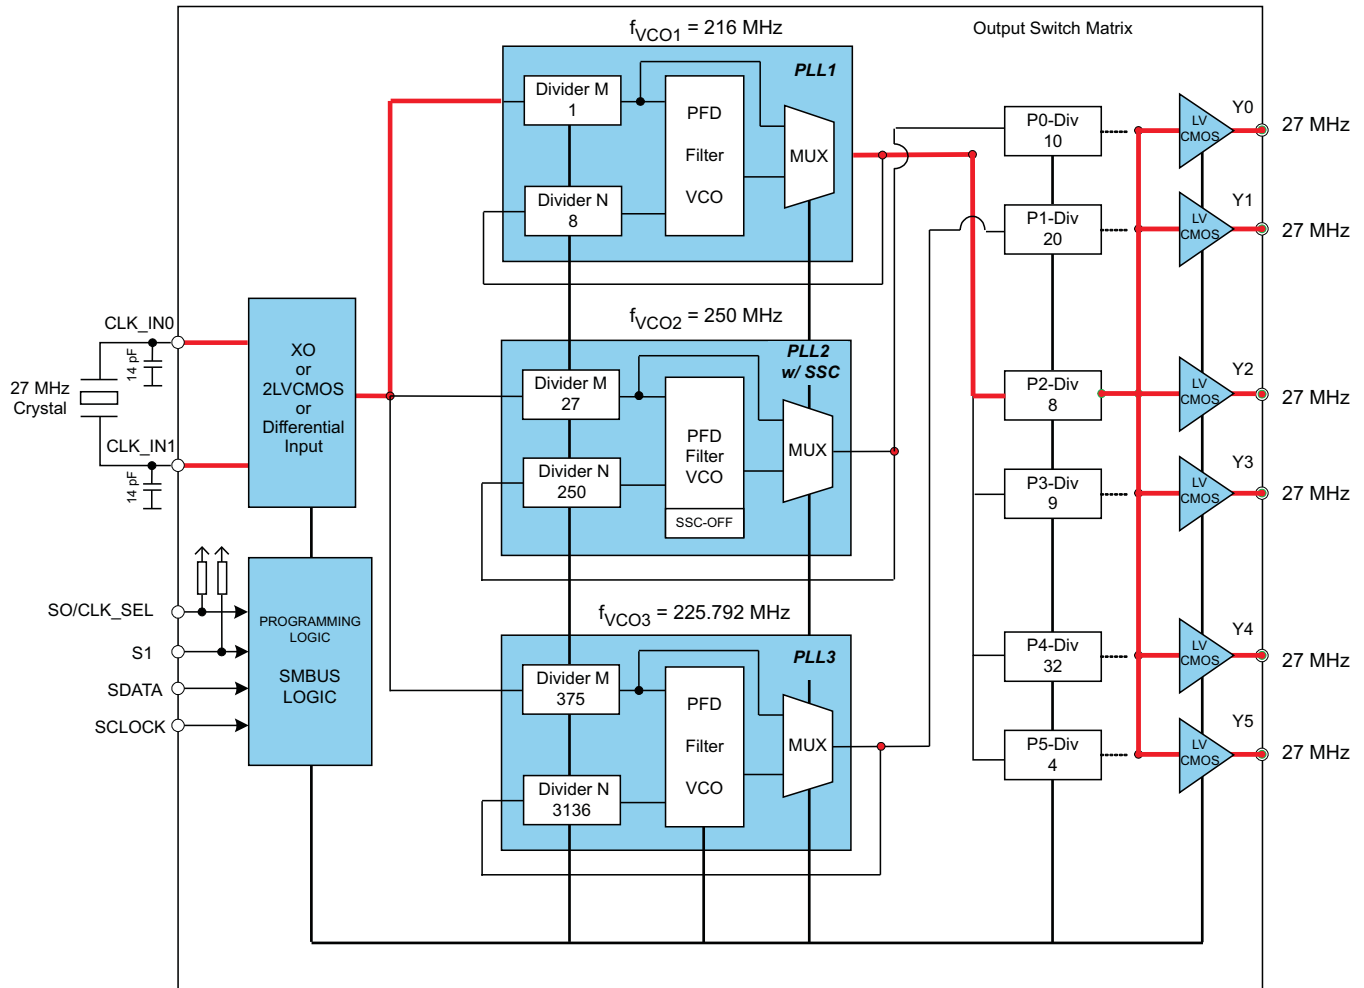 fVCO1 = 216 MHz
Output Switch Matrix
PLL1
Divider M
1
PFD
Filter
VCO
MUX
Divider N
8
P0-Div
10
LV
CMOS
Y0
27 MHz
P1-Div
20
LV
CMOS
Y1
27 MHz
CLK_IN0
14 pF
27 MHz
Crystal
CLK_IN1
14 pF
XO
or
2LVCMOS
or
Differential
Input
fVCO2 = 250 MHz
PLL2
w/ SSC
Divider M
27
PFD
Filter
VCO
SSC-OFF
MUX
Divider N
250
P2-Div
8
LV
CMOS
Y2
27 MHz
P3-Div
9
LV
CMOS
Y3
27 MHz
SO/CLK_SEL
S1
SDATA
SCLOCK
PROGRAMMING
LOGIC
SMBUS
LOGIC
fVCO3 = 225.792 MHz
PLL3
Divider M
375
PFD
Filter
VCO
MUX
Divider N
3136
P4-Div
32
LV
CMOS
Y4
27 MHz
P5-Div
4
LV
CMOS
Y5
27 MHz